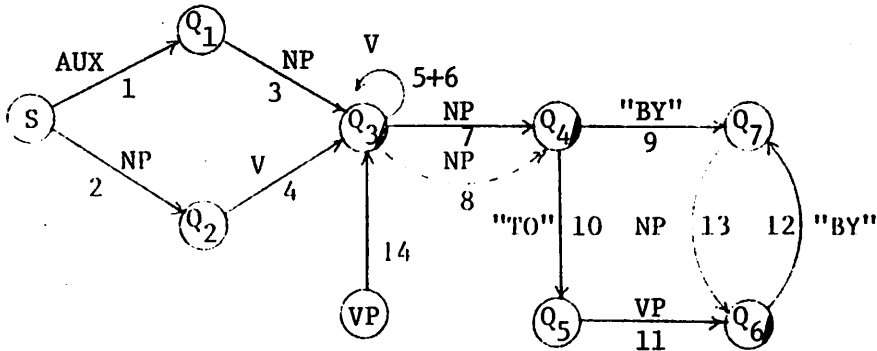 Q1
AUX
1
NP
3
V
5+6
S
Q3
NP
7
NP
8
Q4
"BY"
9
Q7
NP
2
V
4
Q2
14
"TO"
10
NP
13
12
"BY"
VP
Q5
VP
11
Q6